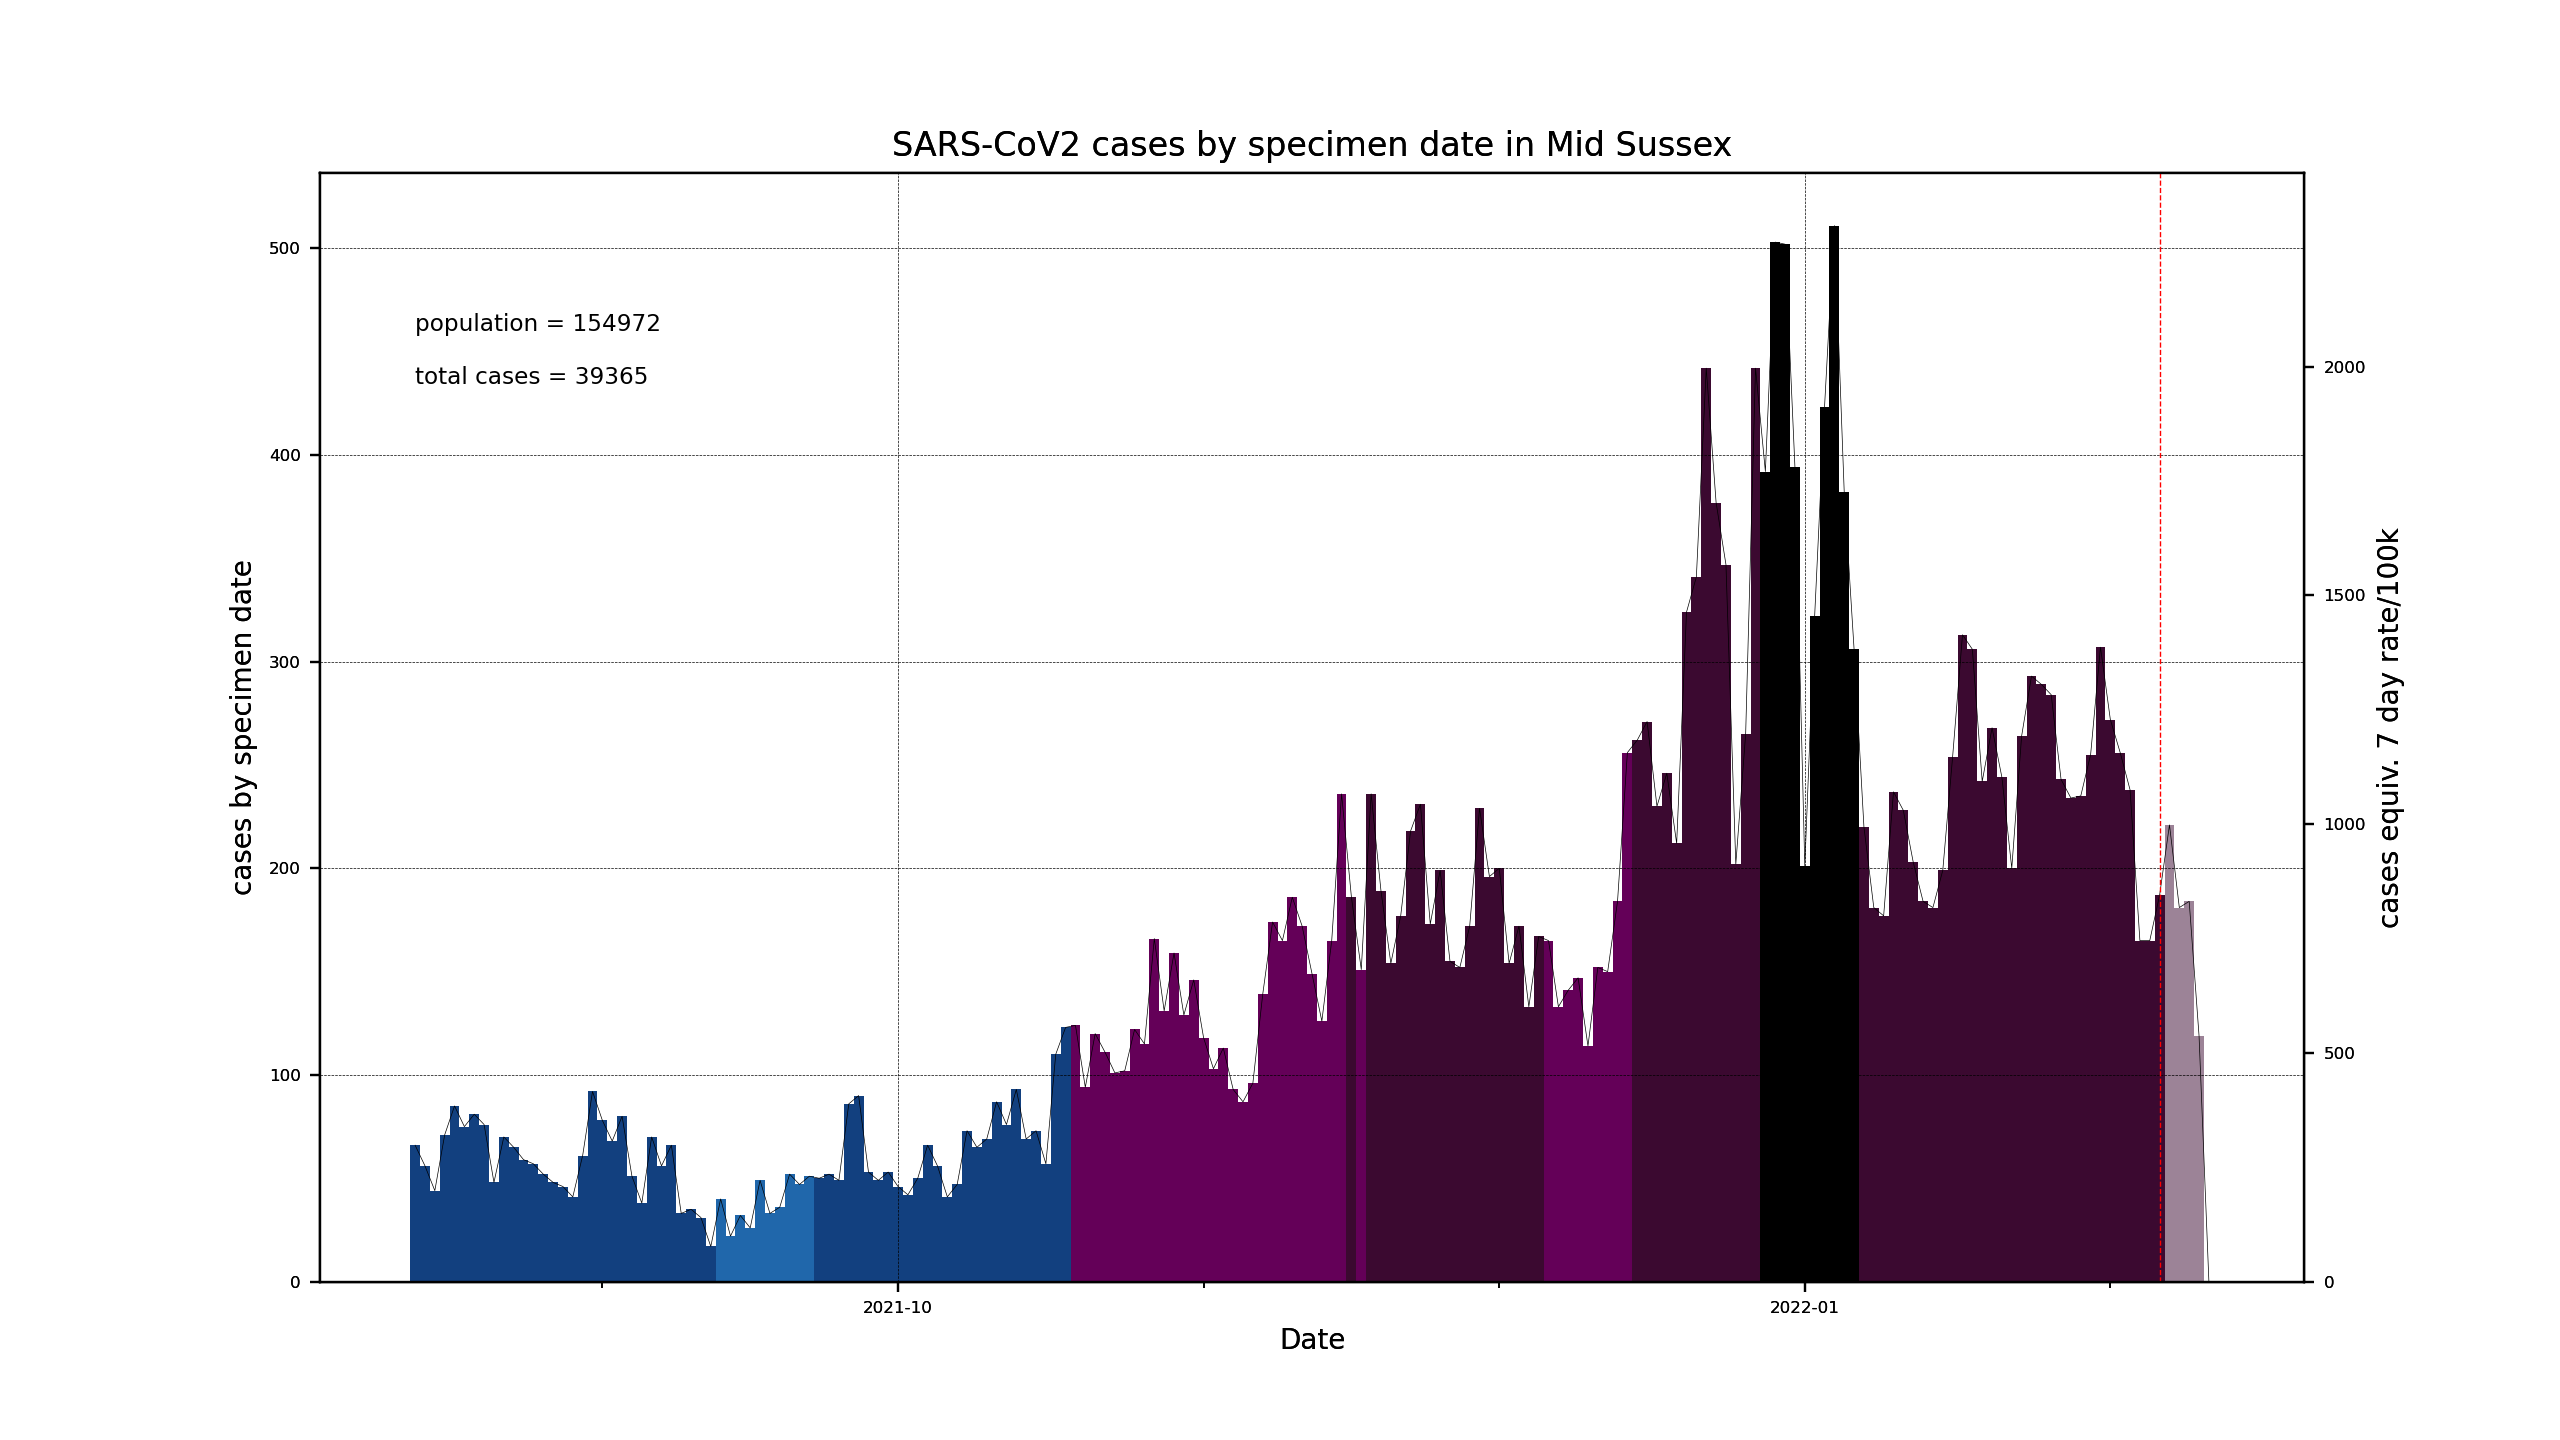 SARS-CoV2 cases by specimen date in Mid Sussex
population = 154972
total cases = 39365
cases by specimen date
500
400
300
200
100
0
2000
1500
1000
500
0
cases equiv. 7 day rate/100k
2021-10
2022-01
Date